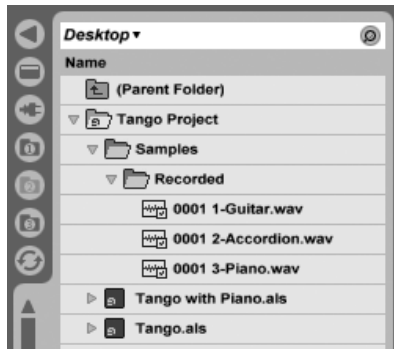 Desktop
Name
(Parent Folder)
Tango Project
Samples
Recorded
0001 1-Guitar.wav
0001 2-Accordion.wav
0001 3-Piano.wav
Tango with Piano.als
Tango.als